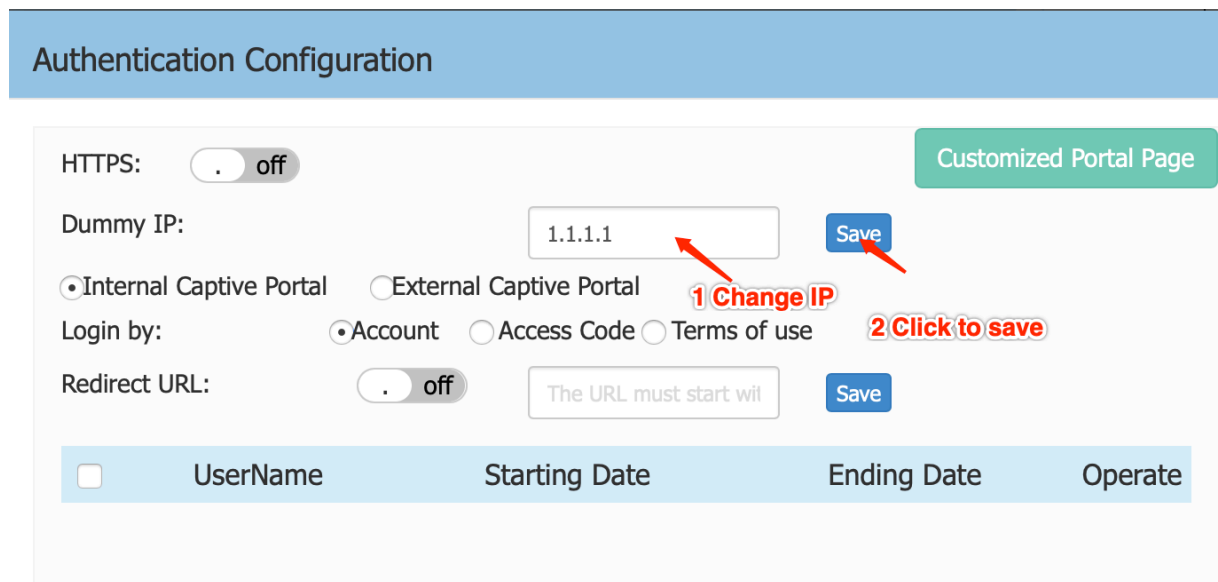 Authentication Configuration
HTTPS: . off Customized Portal Page
Dummy IP: 1.1.1.1 Save
Internal Captive Portal External Captive Portal 1 Change IP
Login by: Account Access Code Terms of use 2 Click to save
Redirect URL: . off The URL must start wit Save
UserName Starting Date Ending Date Operate